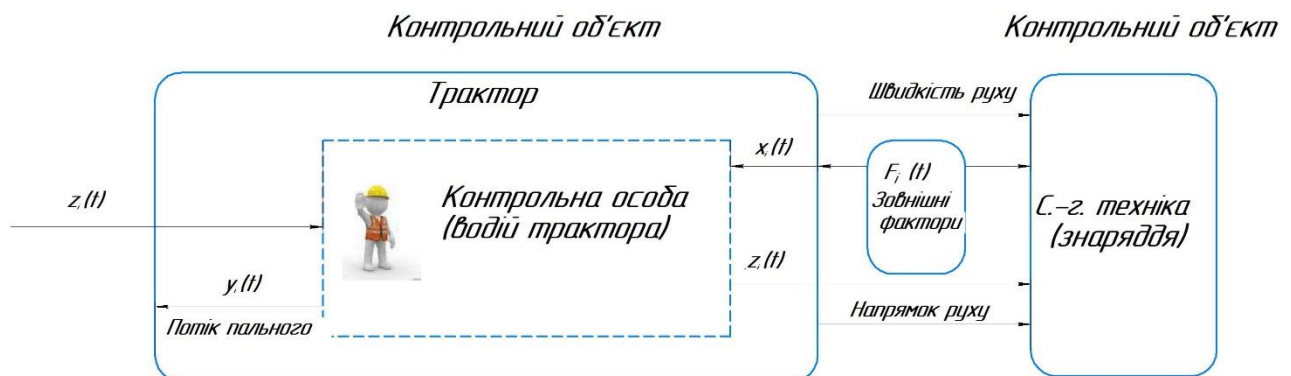 Контрольний об'єкт
Контрольний об'єкт
Трактор
Швидкість руху
xᵢ(t)
Fᵢ (t)
Зовнішні
фактори
Контрольна особа
(водій трактора)
zᵢ(t)
С.-г. техніка
(знаряддя)
zᵢ(t)
yᵢ(t)
Потік пального
Напрямок руху